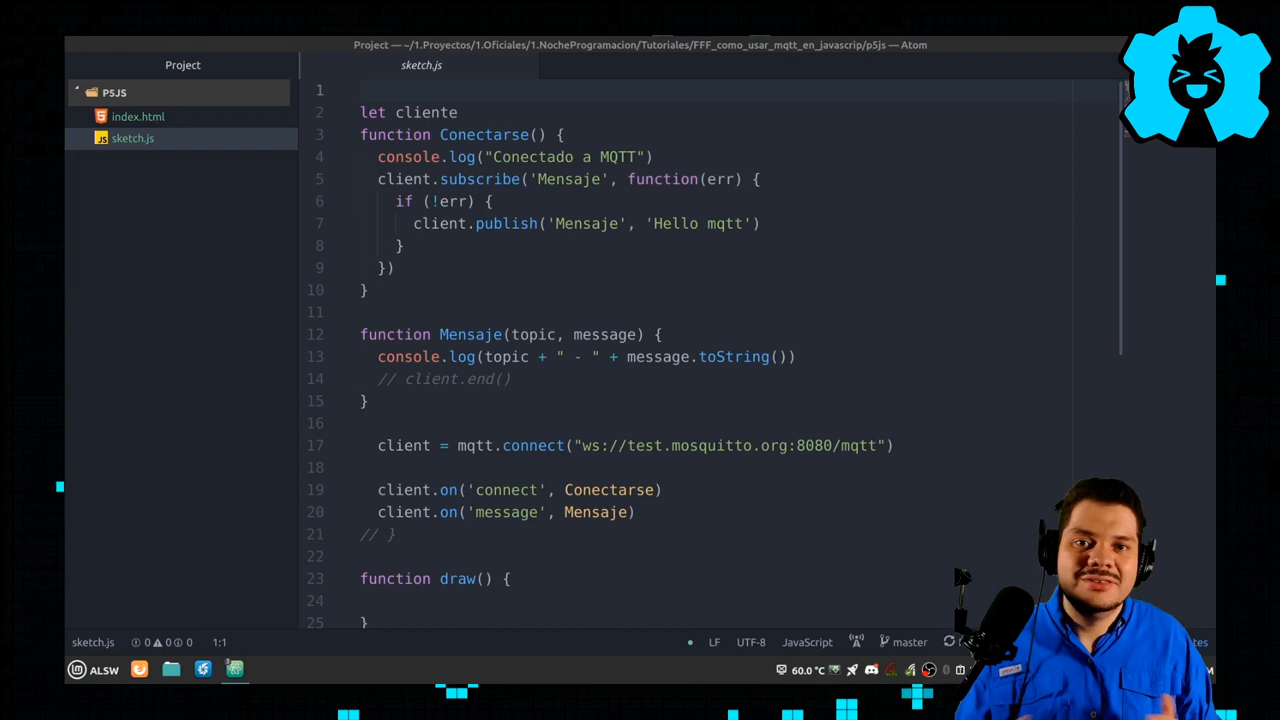 Project — ~/1.Proyectos/1.Oficiales/1.NocheProgramacion/Tutoriales/FFF_como_usar_mqtt_en_javascrip/p5js — Atom
Project
sketch.js
P5JS
index.html
JS sketch.js
1
2 let cliente
3 function Conectarse() {
4 console.log("Conectado a MQTT")
5 client.subscribe('Mensaje', function(err) {
6 if (!err) {
7 client.publish('Mensaje', 'Hello mqtt')
8 }
9 })
10 }
11
12 function Mensaje(topic, message) {
13 console.log(topic + " - " + message.toString())
14 // client.end()
15 }
16
17 client = mqtt.connect("ws://test.mosquitto.org:8080/mqtt")
18
19 client.on('connect', Conectarse)
20 client.on('message', Mensaje)
21 // }
22
23 function draw() {
24
25 }
sketch.js 0 0 0 1:1 LF UTF-8 JavaScript master
ALSW 60.0 °C